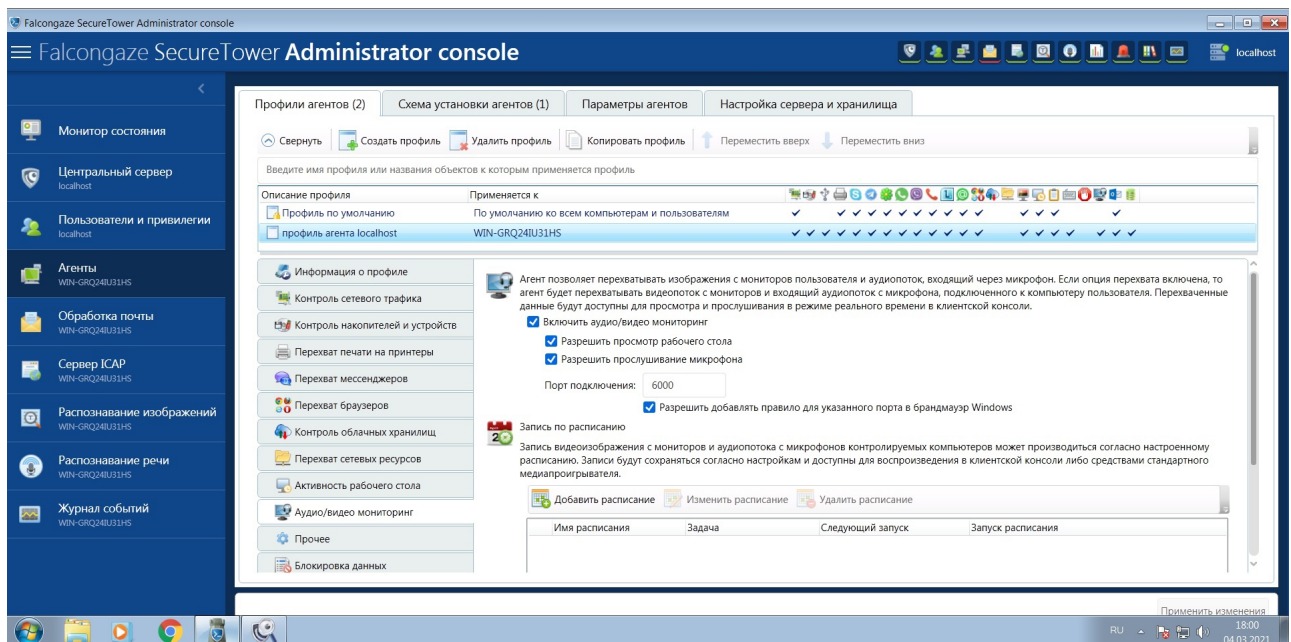 Falcongaze SecureTower Administrator console
Falcongaze SecureTower Administrator console
localhost
Монитор состояния
Центральный сервер
localhost
Пользователи и привилегии
localhost
Агенты
WIN-GRQ24IU31HS
Обработка почты
WIN-GRQ24IU31HS
Сервер ICAP
WIN-GRQ24IU31HS
Распознавание изображений
WIN-GRQ24IU31HS
Распознавание речи
WIN-GRQ24IU31HS
Журнал событий
WIN-GRQ24IU31HS
Профили агентов (2) Схема установки агентов (1) Параметры агентов Настройка сервера и хранилища
Свернуть Создать профиль Удалить профиль Копировать профиль Переместить вверх Переместить вниз
Введите имя профиля или названия объектов к которым применяется профиль
Описание профиля Применяется к
Профиль по умолчанию По умолчанию ко всем компьютерам и пользователям
профиль агента localhost WIN-GRQ24IU31HS
Информация о профиле
Контроль сетевого трафика
Контроль накопителей и устройств
Перехват печати на принтеры
Перехват мессенджеров
Перехват браузеров
Контроль облачных хранилищ
Перехват сетевых ресурсов
Активность рабочего стола
Аудио/видео мониторинг
Прочее
Блокировка данных
Агент позволяет перехватывать изображения с мониторов пользователя и аудиопоток, входящий через микрофон. Если опция перехвата включена, то
агент будет перехватывать видеопоток с мониторов и входящий аудиопоток с микрофона, подключенного к компьютеру пользователя. Перехваченные
данные будут доступны для просмотра и прослушивания в режиме реального времени в клиентской консоли.
Включить аудио/видео мониторинг
Разрешить просмотр рабочего стола
Разрешить прослушивание микрофона
Порт подключения: 6000
Разрешить добавлять правило для указанного порта в брандмауэр Windows
Запись по расписанию
Запись видеоизображения с мониторов и аудиопотока с микрофонов контролируемых компьютеров может производиться согласно настроенному
расписанию. Записи будут сохраняться согласно настройкам и доступны для воспроизведения в клиентской консоли либо средствами стандартного
медиапроигрывателя.
Добавить расписание Изменить расписание Удалить расписание
Имя расписания Задача Следующий запуск Запуск расписания
Применить изменения
RU 18:00
04.03.2021